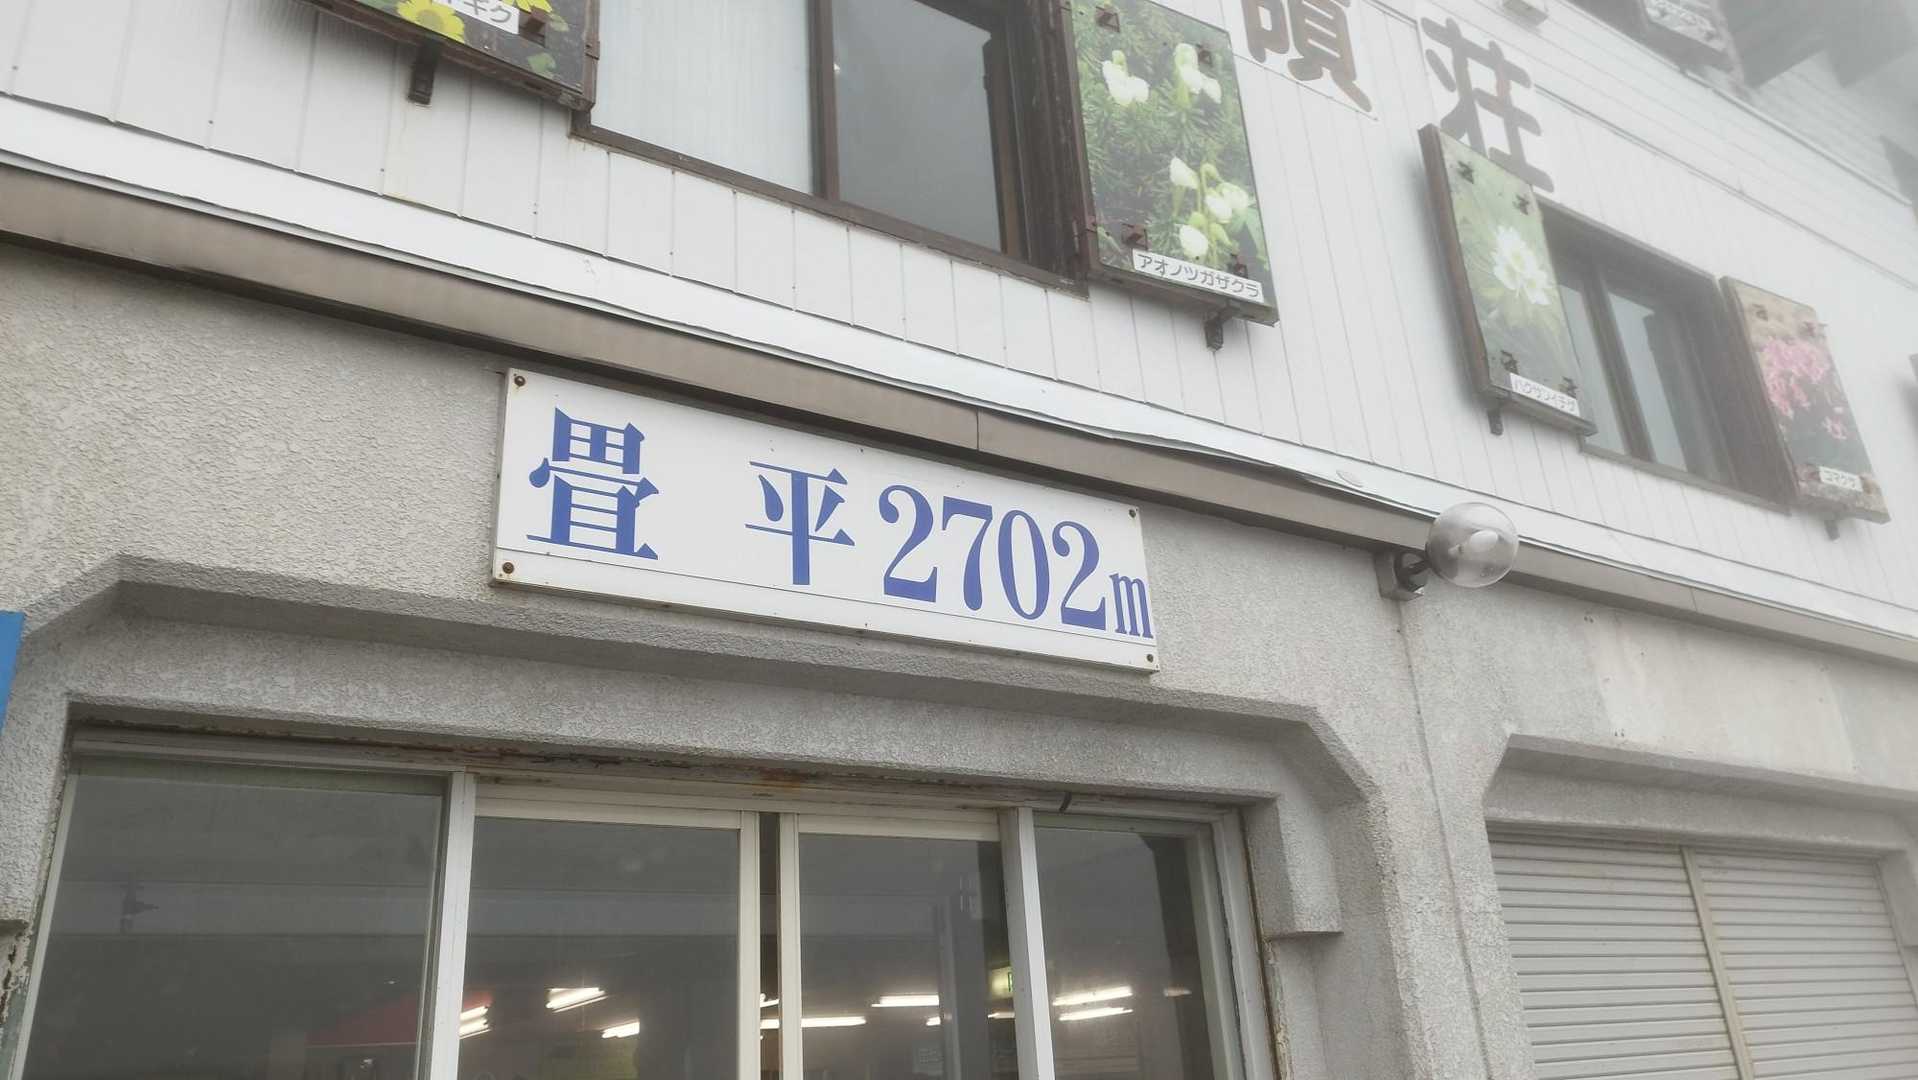 荘
アオノツガザクラ
ハクサンイチゲ
コマクサ
畳 平2702m